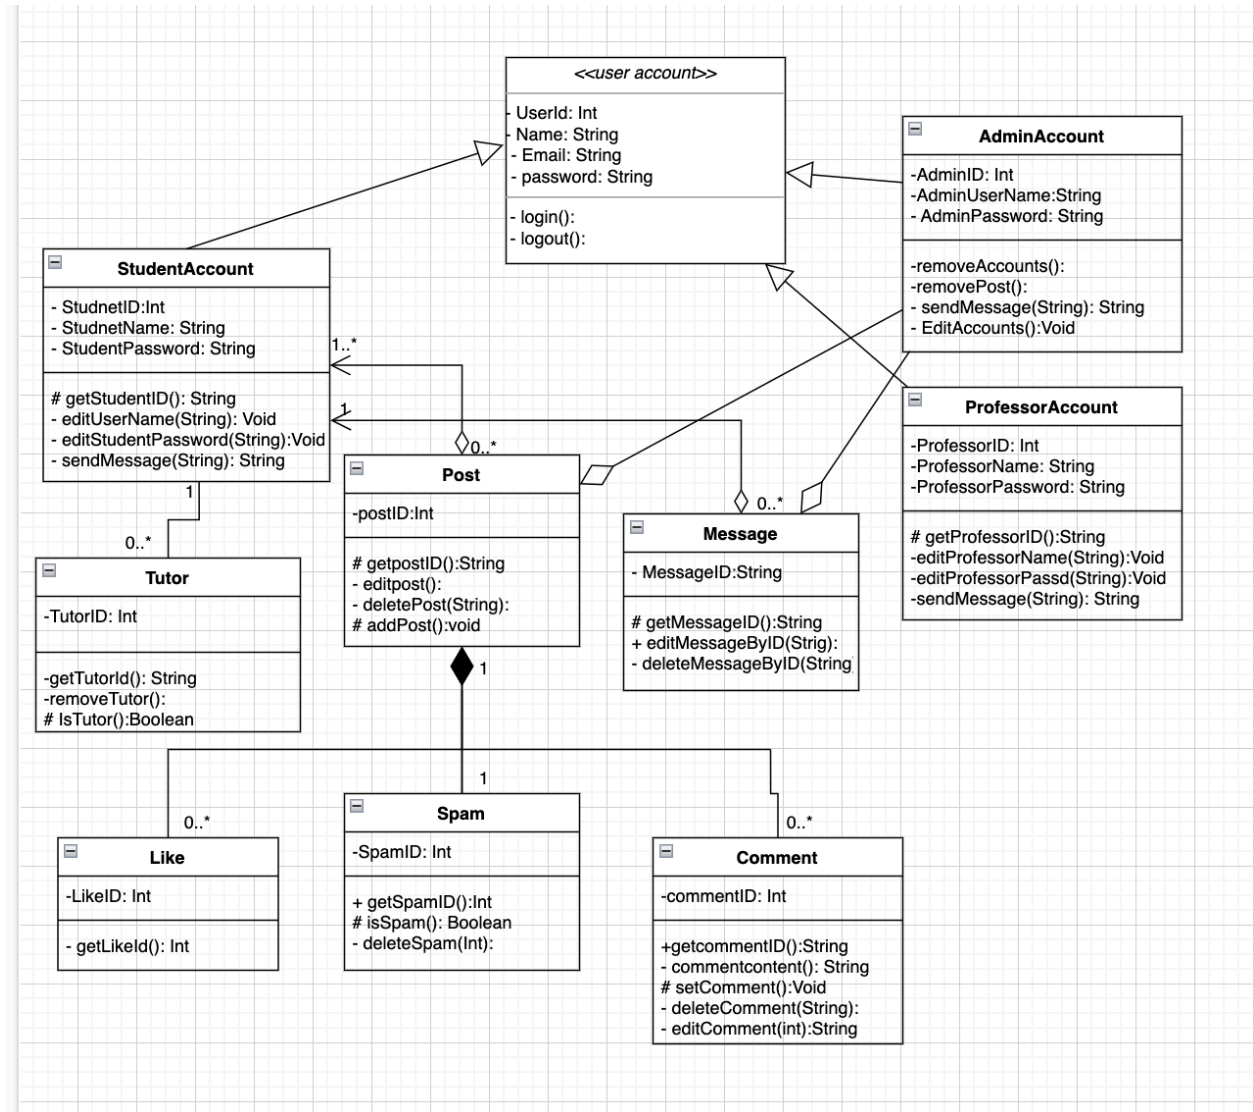 <<user account>>
- UserId: Int
- Name: String
- Email: String
- password: String
- login():
- logout():
AdminAccount
-AdminID: Int
-AdminUserName:String
- AdminPassword: String
-removeAccounts():
-removePost():
- sendMessage(String): String
- EditAccounts():Void
StudentAccount
- StudnetID:Int
- StudnetName: String
- StudentPassword: String
# getStudentID(): String
- editUserName(String): Void
- editStudentPassword(String):Void
- sendMessage(String): String
1..*
1
0..*
0..*
1
0..*
ProfessorAccount
-ProfessorID: Int
-ProfessorName: String
-ProfessorPassword: String
# getProfessorID():String
-editProfessorName(String):Void
-editProfessorPassd(String):Void
-sendMessage(String): String
Post
-postID:Int
# getpostID():String
- editpost():
- deletePost(String):
# addPost():void
Message
- MessageID:String
# getMessageID():String
+ editMessageByID(Strig):
- deleteMessageByID(String
Tutor
-TutorID: Int
-getTutorId(): String
-removeTutor():
# IsTutor():Boolean
1
1
0..*
0..*
Like
-LikeID: Int
- getLikeId(): Int
Spam
-SpamID: Int
+ getSpamID():Int
# isSpam(): Boolean
- deleteSpam(Int):
Comment
-commentID: Int
+getcommentID():String
- commentcontent(): String
# setComment():Void
- deleteComment(String):
- editComment(int):String